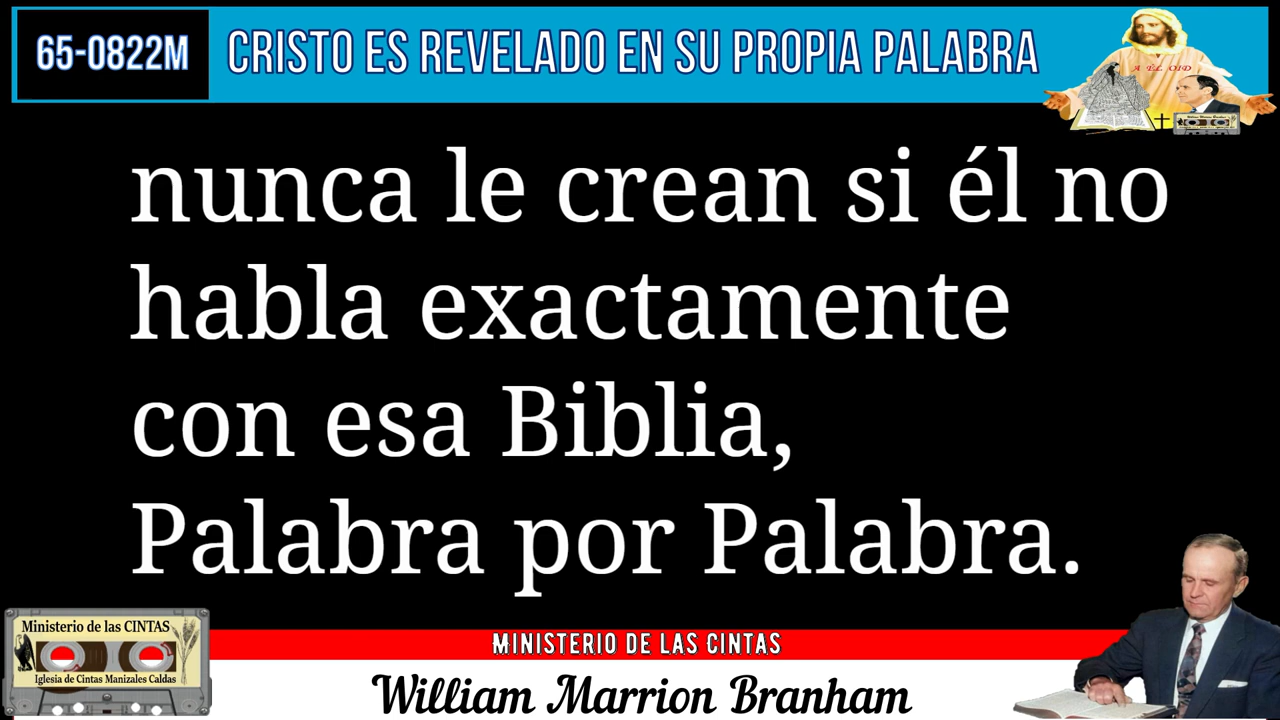 65-0822M CRISTO ES REVELADO EN SU PROPIA PALABRA
A ÉL OID
nunca le crean si él no
habla exactamente
con esa Biblia,
Palabra por Palabra.
Ministerio de las CINTAS
Iglesia de Cintas Manizales Caldas
MINISTERIO DE LAS CINTAS
William Marrion Branham